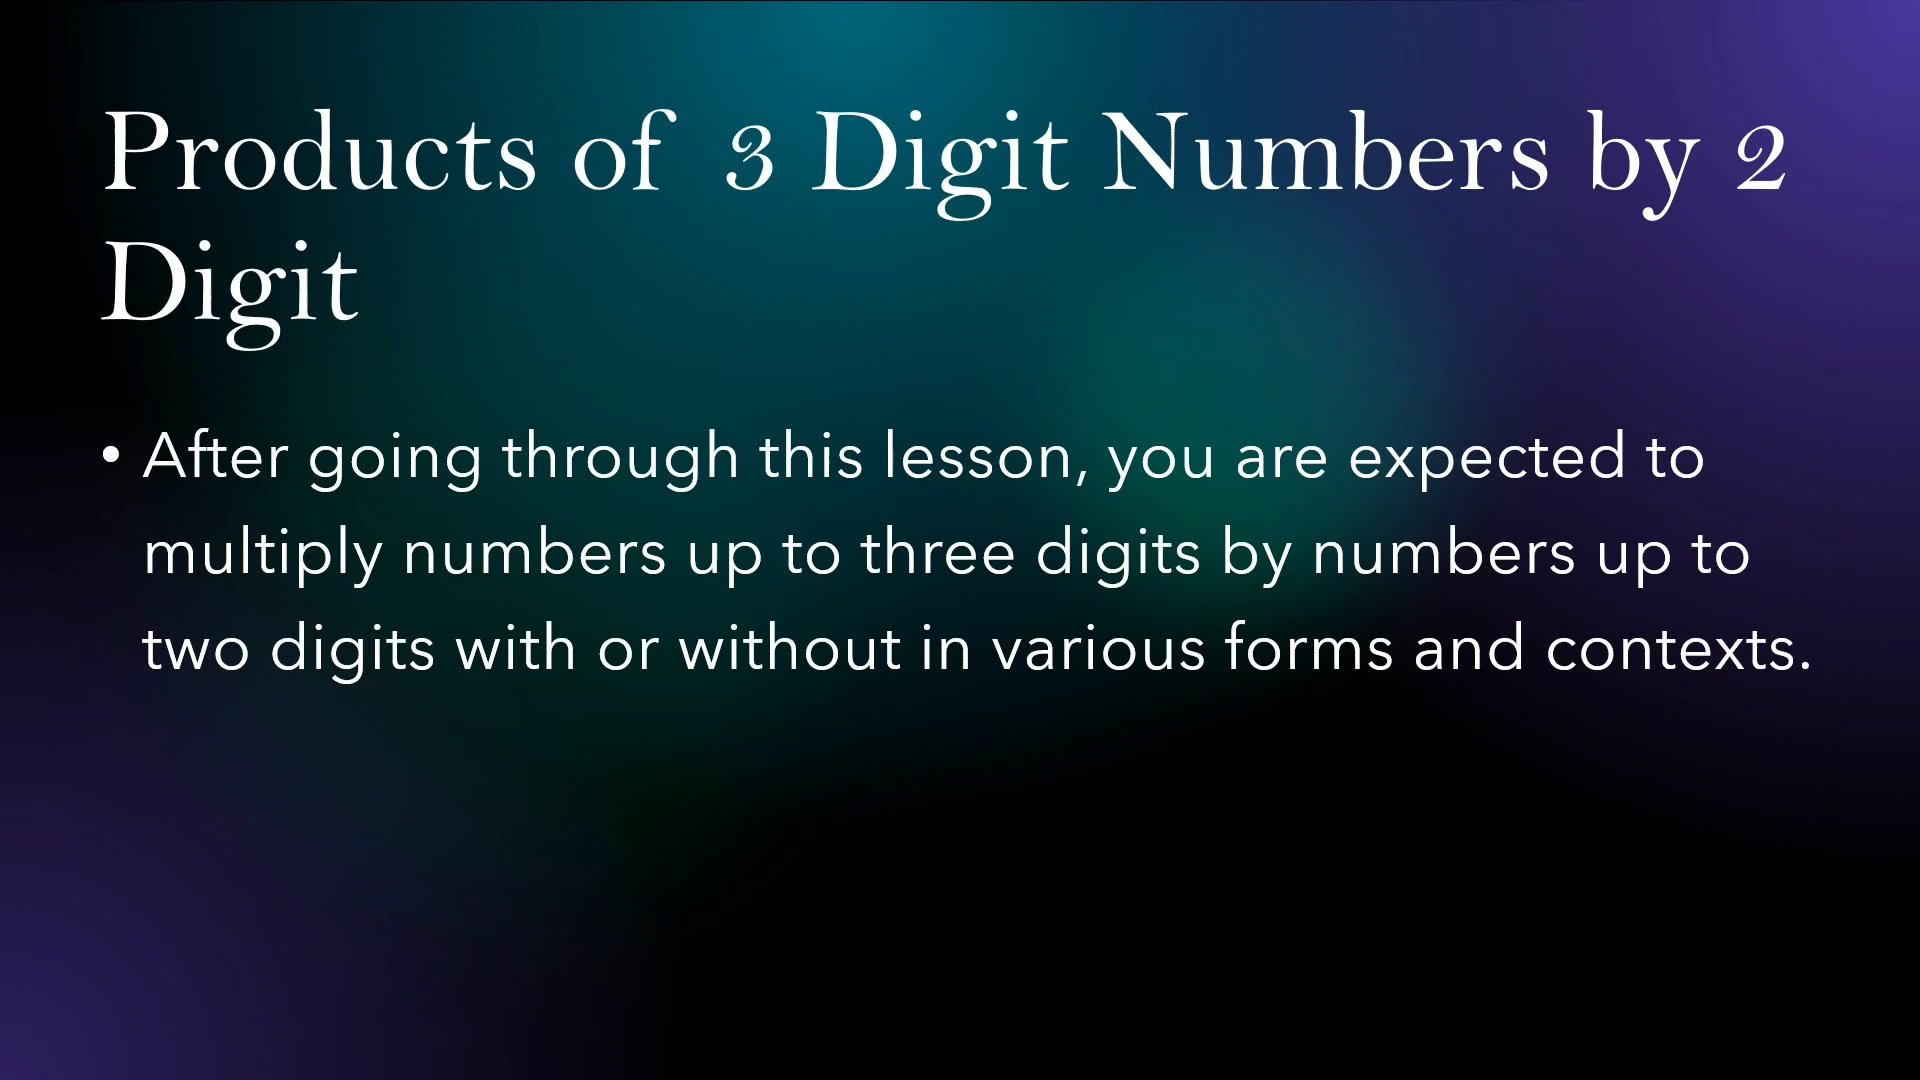 Products of  3 Digit Numbers by 2
Digit
• After going through this lesson, you are expected to
multiply numbers up to three digits by numbers up to
two digits with or without in various forms and contexts.